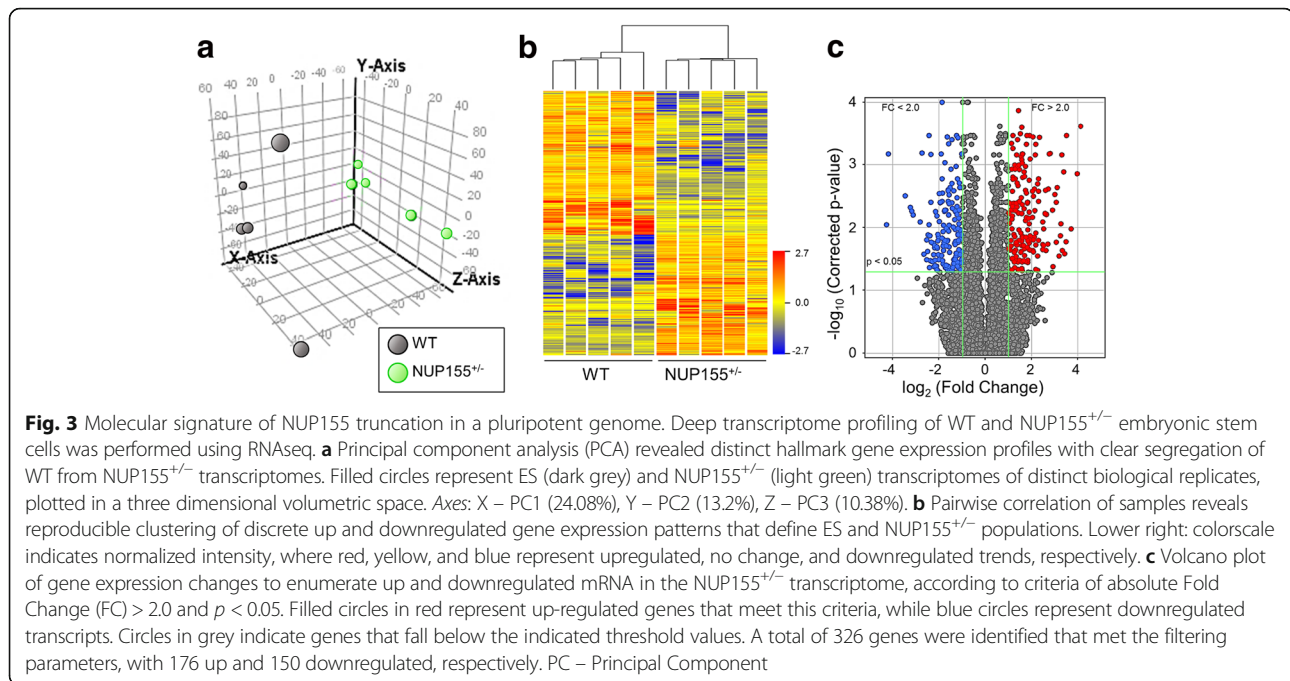 a
b
c
Y-Axis
X-Axis
Z-Axis
WT
NUP155+/-
2.7
0.0
-2.7
WT
NUP155+/-
FC < 2.0
FC > 2.0
p < 0.05
4
3
2
1
0
-4
-2
0
2
4
-log10 (Corrected p-value)
log2 (Fold Change)
Fig. 3 Molecular signature of NUP155 truncation in a pluripotent genome. Deep transcriptome profiling of WT and NUP155+/− embryonic stem
cells was performed using RNAseq. a Principal component analysis (PCA) revealed distinct hallmark gene expression profiles with clear segregation of
WT from NUP155+/− transcriptomes. Filled circles represent ES (dark grey) and NUP155+/− (light green) transcriptomes of distinct biological replicates,
plotted in a three dimensional volumetric space. Axes: X – PC1 (24.08%), Y – PC2 (13.2%), Z – PC3 (10.38%). b Pairwise correlation of samples reveals
reproducible clustering of discrete up and downregulated gene expression patterns that define ES and NUP155+/− populations. Lower right: colorscale
indicates normalized intensity, where red, yellow, and blue represent upregulated, no change, and downregulated trends, respectively. c Volcano plot
of gene expression changes to enumerate up and downregulated mRNA in the NUP155+/− transcriptome, according to criteria of absolute Fold
Change (FC) > 2.0 and p < 0.05. Filled circles in red represent up-regulated genes that meet this criteria, while blue circles represent downregulated
transcripts. Circles in grey indicate genes that fall below the indicated threshold values. A total of 326 genes were identified that met the filtering
parameters, with 176 up and 150 downregulated, respectively. PC – Principal Component